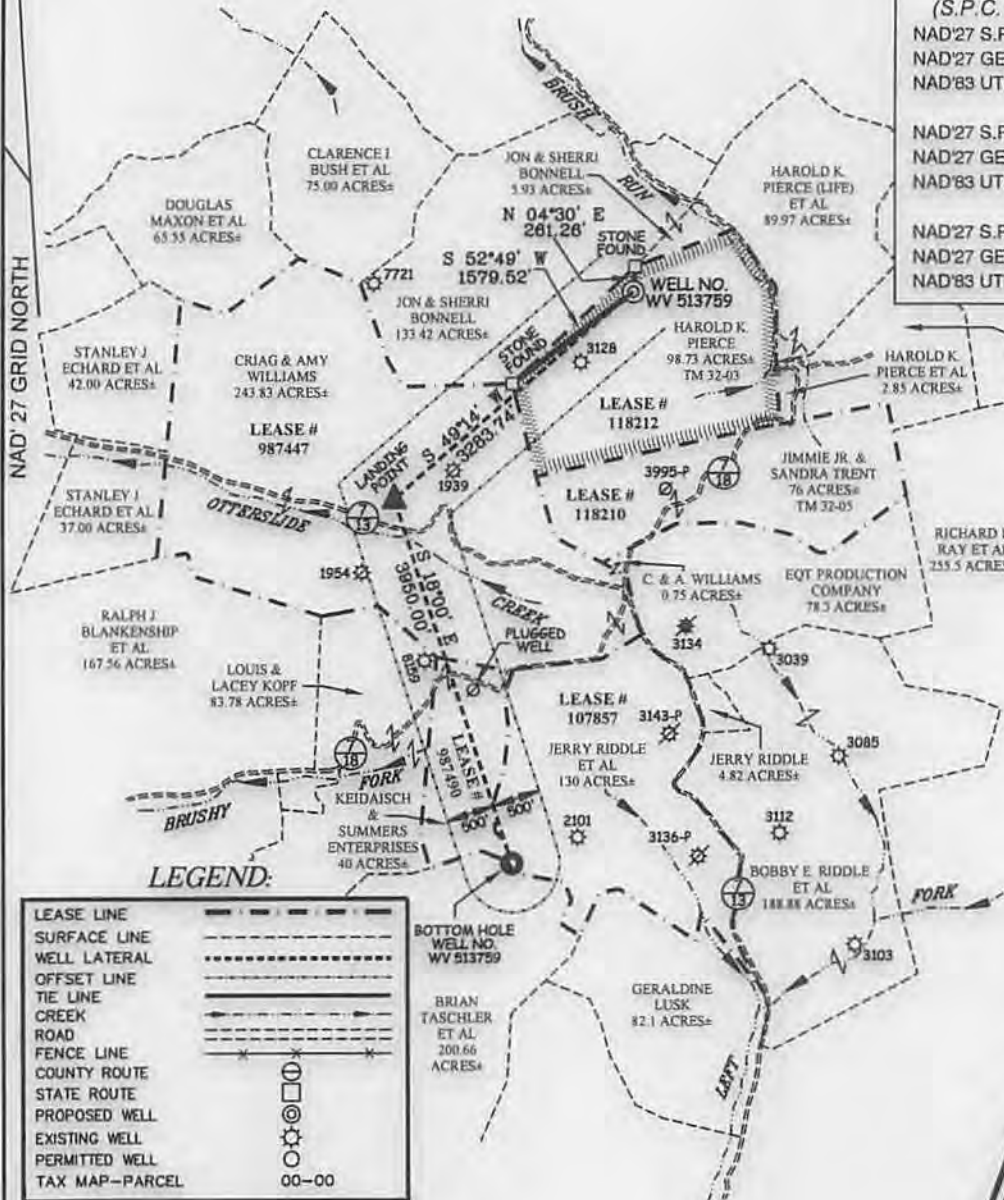 (S.P.C.
NAD'27 S.F
NAD'27 GE
NAD'83 UT
NAD'27 S.F
NAD'27 GE
NAD'83 UT
NAD'27 S.F
NAD'27 GE
NAD'83 UT
NAD' 27 GRID NORTH
BRUSH
RUN
CLARENCE I
BUSH ET AL
75.00 ACRES±
DOUGLAS
MAXON ET AL
65.55 ACRES±
JON & SHERRI
BONNELL
5.93 ACRES±
HAROLD K.
PIERCE (LIFE)
ET AL
89.97 ACRES±
N 04°30' E
261.26'
STONE
FOUND
S 52°49' W
1579.52'
WELL NO.
WV 513759
7721
JON & SHERRI
BONNELL
133.42 ACRES±
STONE
FOUND
3128
HAROLD K.
PIERCE
98.73 ACRES±
TM 32-03
STANLEY J
ECHARD ET AL
42.00 ACRES±
CRIAG & AMY
WILLIAMS
243.83 ACRES±
HAROLD K.
PIERCE ET AL
2.85 ACRES±
LEASE #
987447
LEASE #
118212
S 49°14' W
3283.74'
LANDING
POINT
1939
3995-P
7
18
JIMMIE JR. &
SANDRA TRENT
76 ACRES±
TM 32-05
LEASE #
118210
STANLEY J
ECHARD ET AL
37.00 ACRES±
OTTERSLIDE
7
13
CREEK
RICHARD
RAY ET AL
255.5 ACRES
1954
S 18°00' E
3950.00'
C. & A. WILLIAMS
0.75 ACRES±
EQT PRODUCTION
COMPANY
78.3 ACRES±
RALPH J.
BLANKENSHIP
ET AL
167.56 ACRES±
PLUGGED
WELL
3134
3039
LOUIS &
LACEY KOPF
83.78 ACRES±
8159
LEASE #
107857
3143-P
3085
JERRY RIDDLE
ET AL
130 ACRES±
JERRY RIDDLE
4.82 ACRES±
7
18
LEASE #
987490
BRUSHY
FORK
KEIDAISCH
&
SUMMERS
ENTERPRISES
40 ACRES±
500'
500'
2101
3136-P
3112
BOBBY E. RIDDLE
ET AL
188.88 ACRES±
7
13
FORK
3103
BOTTOM HOLE
WELL NO.
WV 513759
BRIAN
TASCHLER
ET AL
200.66
ACRES±
GERALDINE
LUSK
82.1 ACRES±
LEFT
LEGEND:
LEASE LINE
SURFACE LINE
WELL LATERAL
OFFSET LINE
TIE LINE
CREEK
ROAD
FENCE LINE
COUNTY ROUTE
STATE ROUTE
PROPOSED WELL
EXISTING WELL
PERMITTED WELL
TAX MAP-PARCEL 00-00